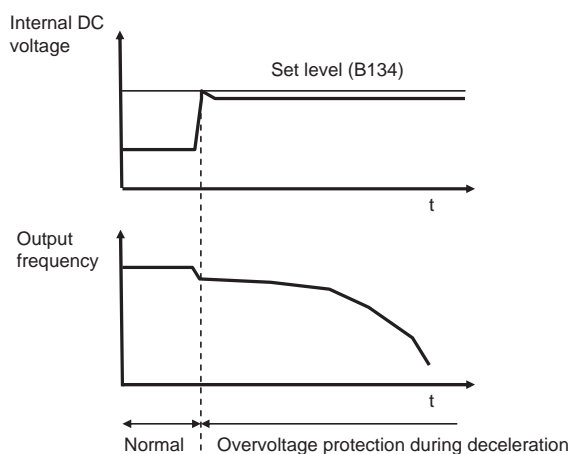 Internal DC
voltage
Set level (B134)
t
Output
frequency
t
Normal
Overvoltage protection during deceleration